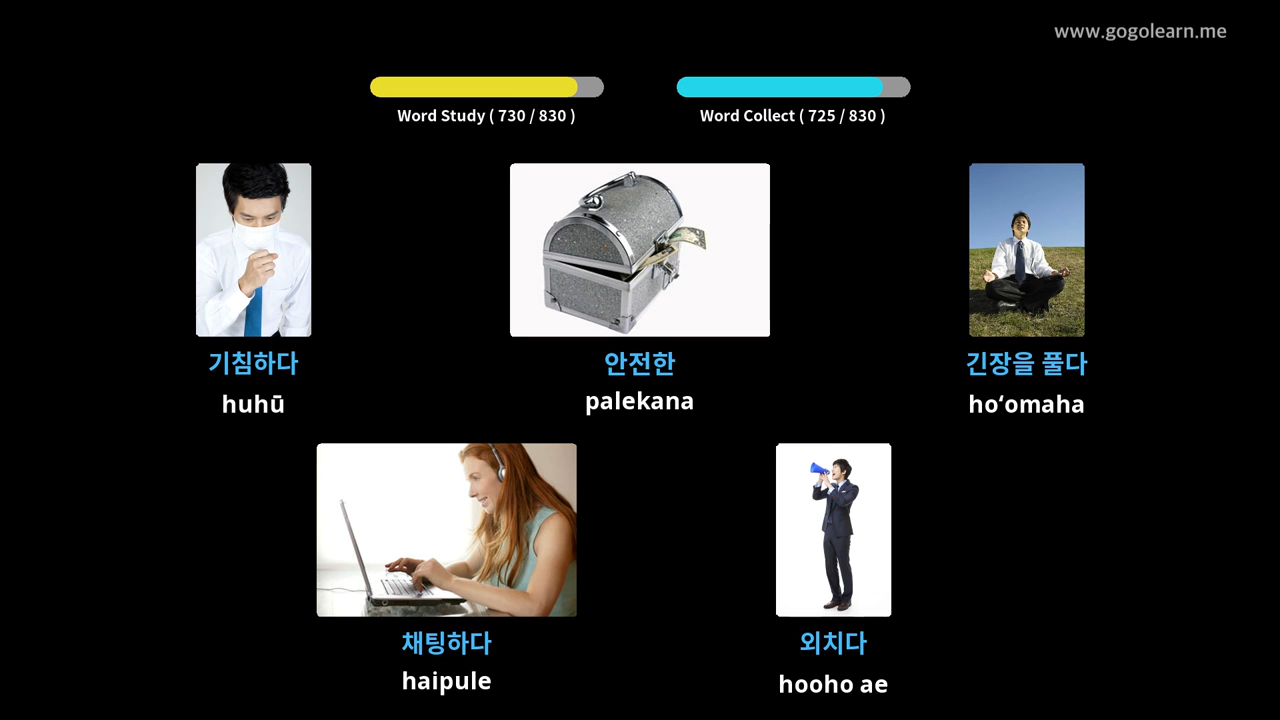 www.gogolearn.me
Word Study ( 730 / 830 )
Word Collect ( 725 / 830 )
기침하다
huhū
안전한
palekana
긴장을 풀다
hoʻomaha
채팅하다
haipule
외치다
hooho ae